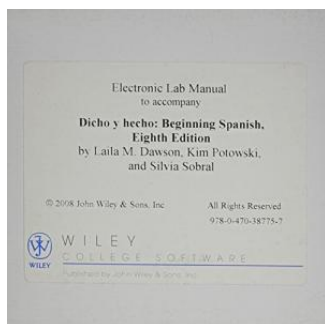 Electronic Lab Manual
to accompany
Dicho y hecho: Beginning Spanish,
Eighth Edition
by Laila M. Dawson, Kim Potowski,
and Silvia Sobral
© 2008 John Wiley & Sons, Inc All Rights Reserved
978-0-470-38775-7
WILEY
COLLEGE SOFTWARE
WILEY
Published by John Wiley & Sons, Inc.